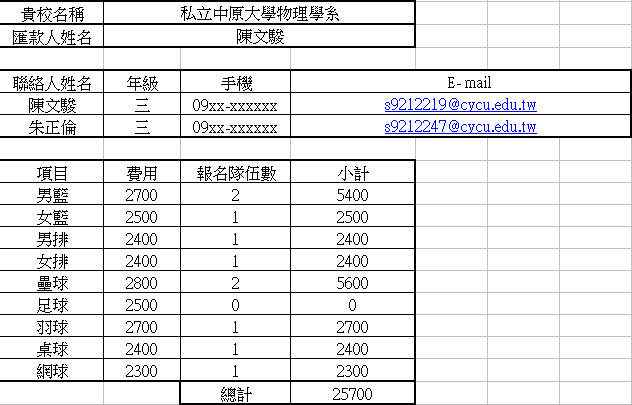 貴校名稱 私立中原大學物理學系
匯款人姓名 陳文駿
聯絡人姓名 年級 手機 E-mail
陳文駿 三 09xx-xxxxxx s9212219@cycu.edu.tw
朱正倫 三 09xx-xxxxxx s9212247@cycu.edu.tw
項目 費用 報名隊伍數 小計
男籃 2700 2 5400
女籃 2500 1 2500
男排 2400 1 2400
女排 2400 1 2400
壘球 2800 2 5600
足球 2500 0 0
羽球 2700 1 2700
桌球 2400 1 2400
網球 2300 1 2300
總計 25700